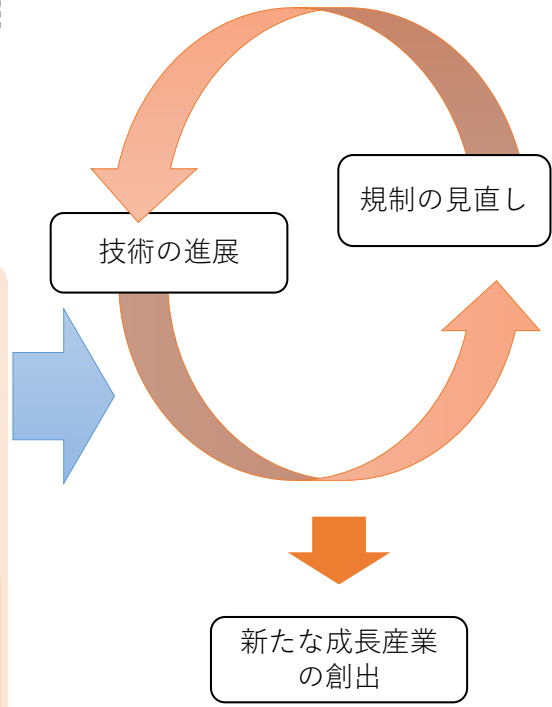 規制の見直し
技術の進展
新たな成長産業
の創出